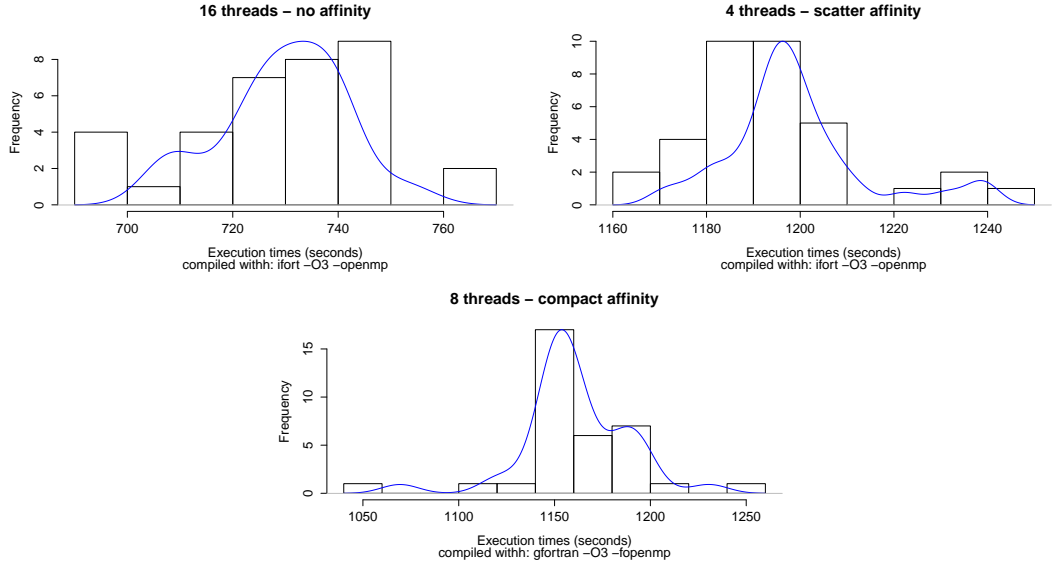 16 threads − no affinity
Frequency
0 2 4 6 8
700 720 740 760
Execution times (seconds)
compiled withh: ifort −O3 −openmp
4 threads − scatter affinity
Frequency
0 2 4 6 8 10
1160 1180 1200 1220 1240
Execution times (seconds)
compiled withh: ifort −O3 −openmp
8 threads − compact affinity
Frequency
0 5 10 15
1050 1100 1150 1200 1250
Execution times (seconds)
compiled withh: gfortran −O3 −fopenmp